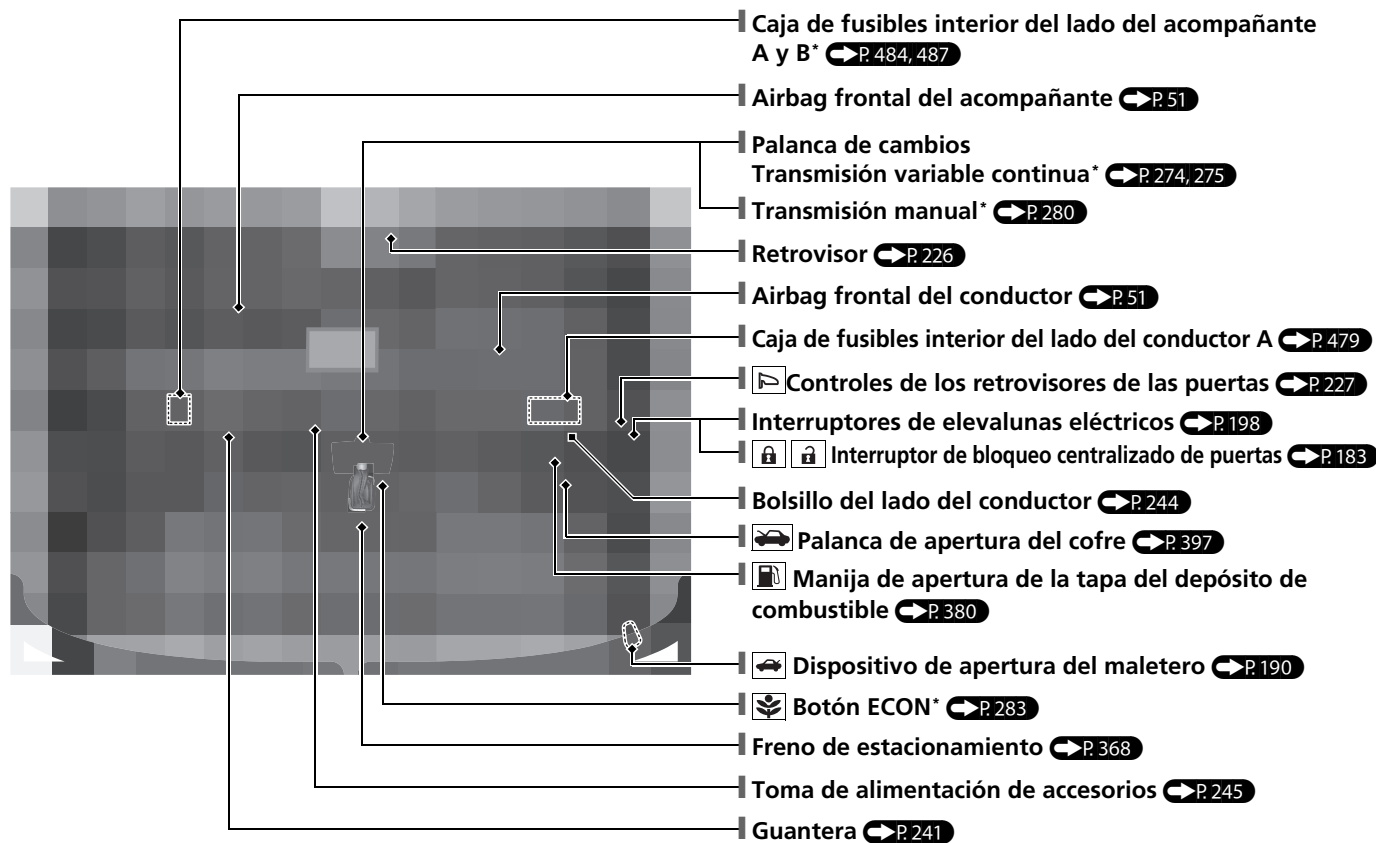 Caja de fusibles interior del lado del acompañante
A y B* P. 484, 487
Airbag frontal del acompañante P. 51
Palanca de cambios
Transmisión variable continua* P. 274, 275
Transmisión manual* P. 280
Retrovisor P. 226
Airbag frontal del conductor P. 51
Caja de fusibles interior del lado del conductor A P. 479
Controles de los retrovisores de las puertas P. 227
Interruptores de elevalunas eléctricos P. 198
Interruptor de bloqueo centralizado de puertas P. 183
Bolsillo del lado del conductor P. 244
Palanca de apertura del cofre P. 397
Manija de apertura de la tapa del depósito de
combustible P. 380
Dispositivo de apertura del maletero P. 190
Botón ECON* P. 283
Freno de estacionamiento P. 368
Toma de alimentación de accesorios P. 245
Guantera P. 241